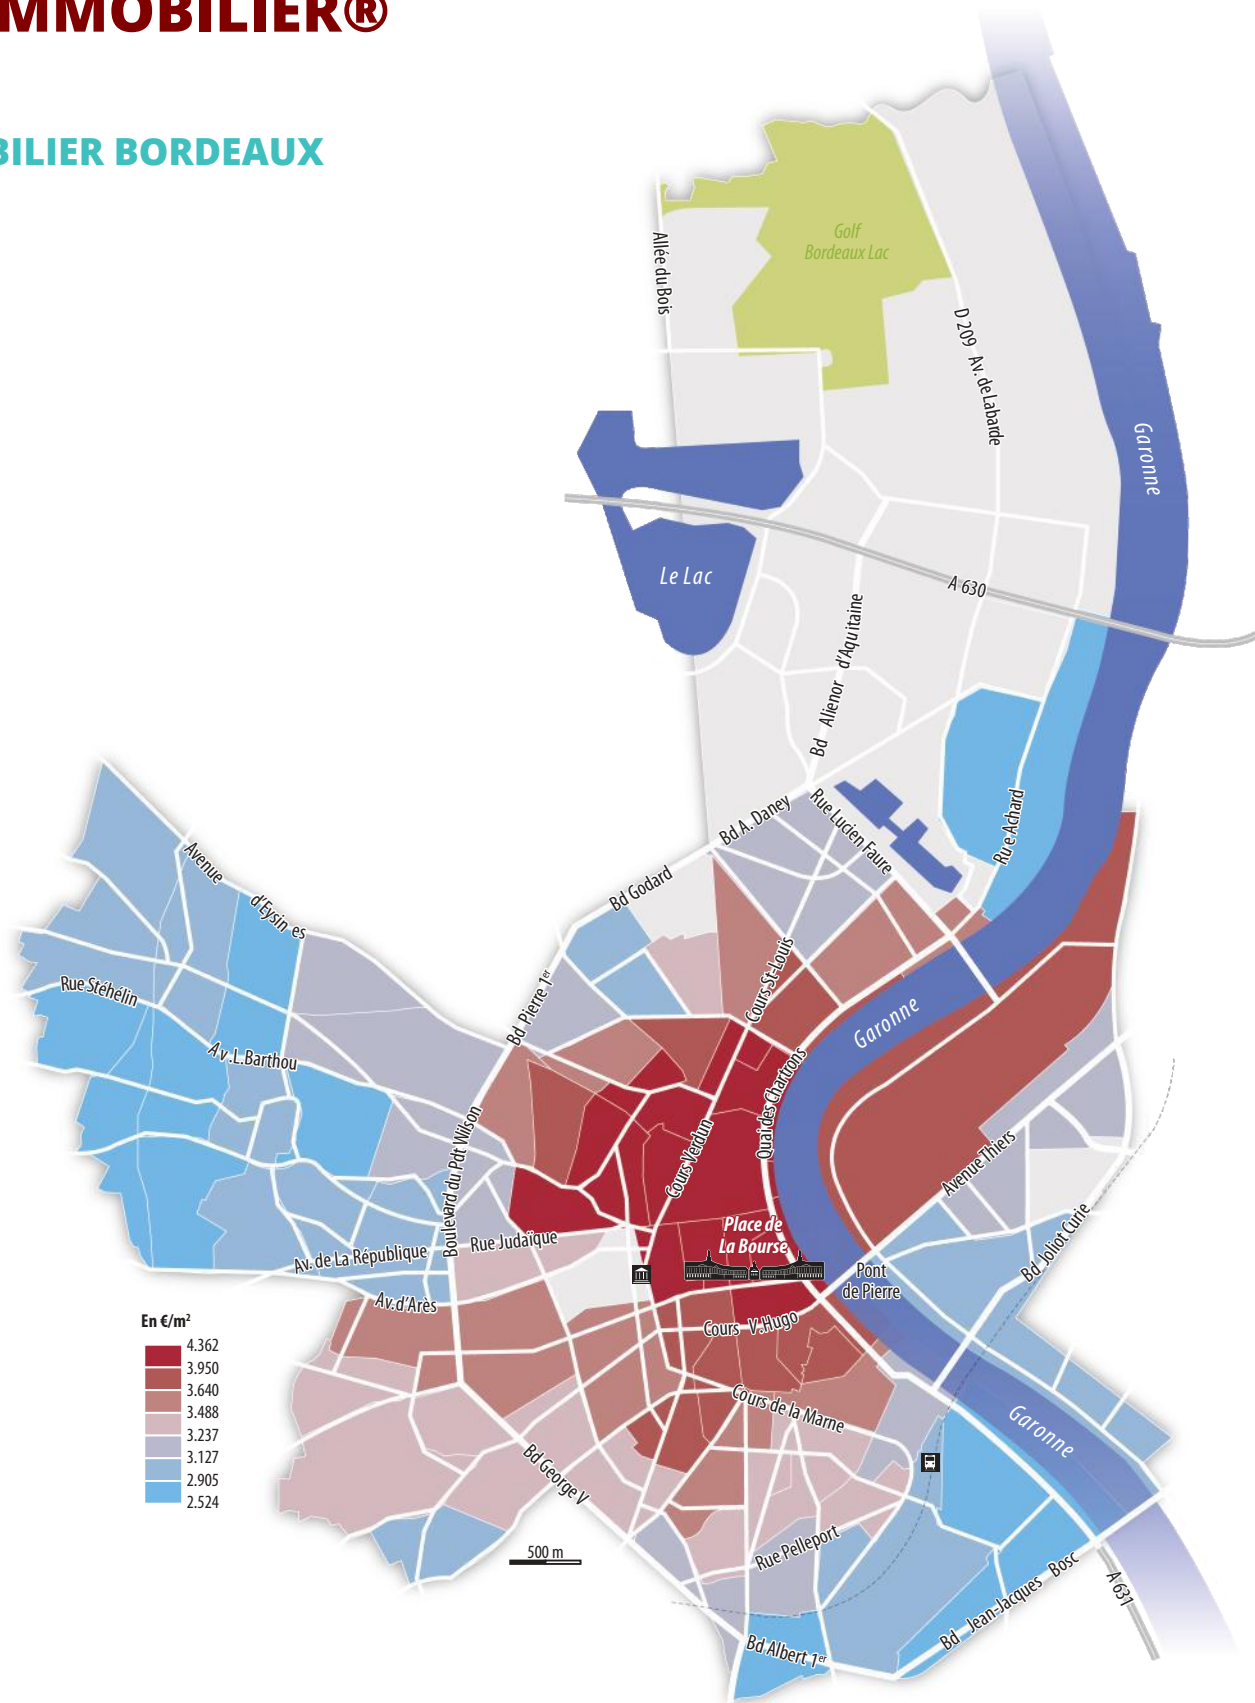 IMMOBILIER®
BILIER BORDEAUX
Golf
Bordeaux Lac
Allée du Bois
D 209 Av. de Labarde
Garonne
Le Lac
A 630
Bd Alienor d'Aquitaine
Bd A. Daney
Rue Lucien Faure
Ru e Achard
Bd Godard
Avenue d'Eysin es
Cours St-Louis
Rue Stéhélin
Bd Pierre 1er
Garonne
Av.L.Barthou
Quai des Chartrons
Boulevard du Pdt Wilson
Cours Verdun
Avenue Thiers
Place de
La Bourse
Rue Judaïque
Av. de La République
Bd Joliot Curie
Pont
de Pierre
Av.d'Arès
Cours V.Hugo
En €/m²
4.362
3.950
3.640
3.488
3.237
3.127
2.905
2.524
Cours de la Marne
Garonne
Bd George V
500 m
Rue Pelleport
Bd Jean-Jacques Bosc
A 631
Bd Albert 1er